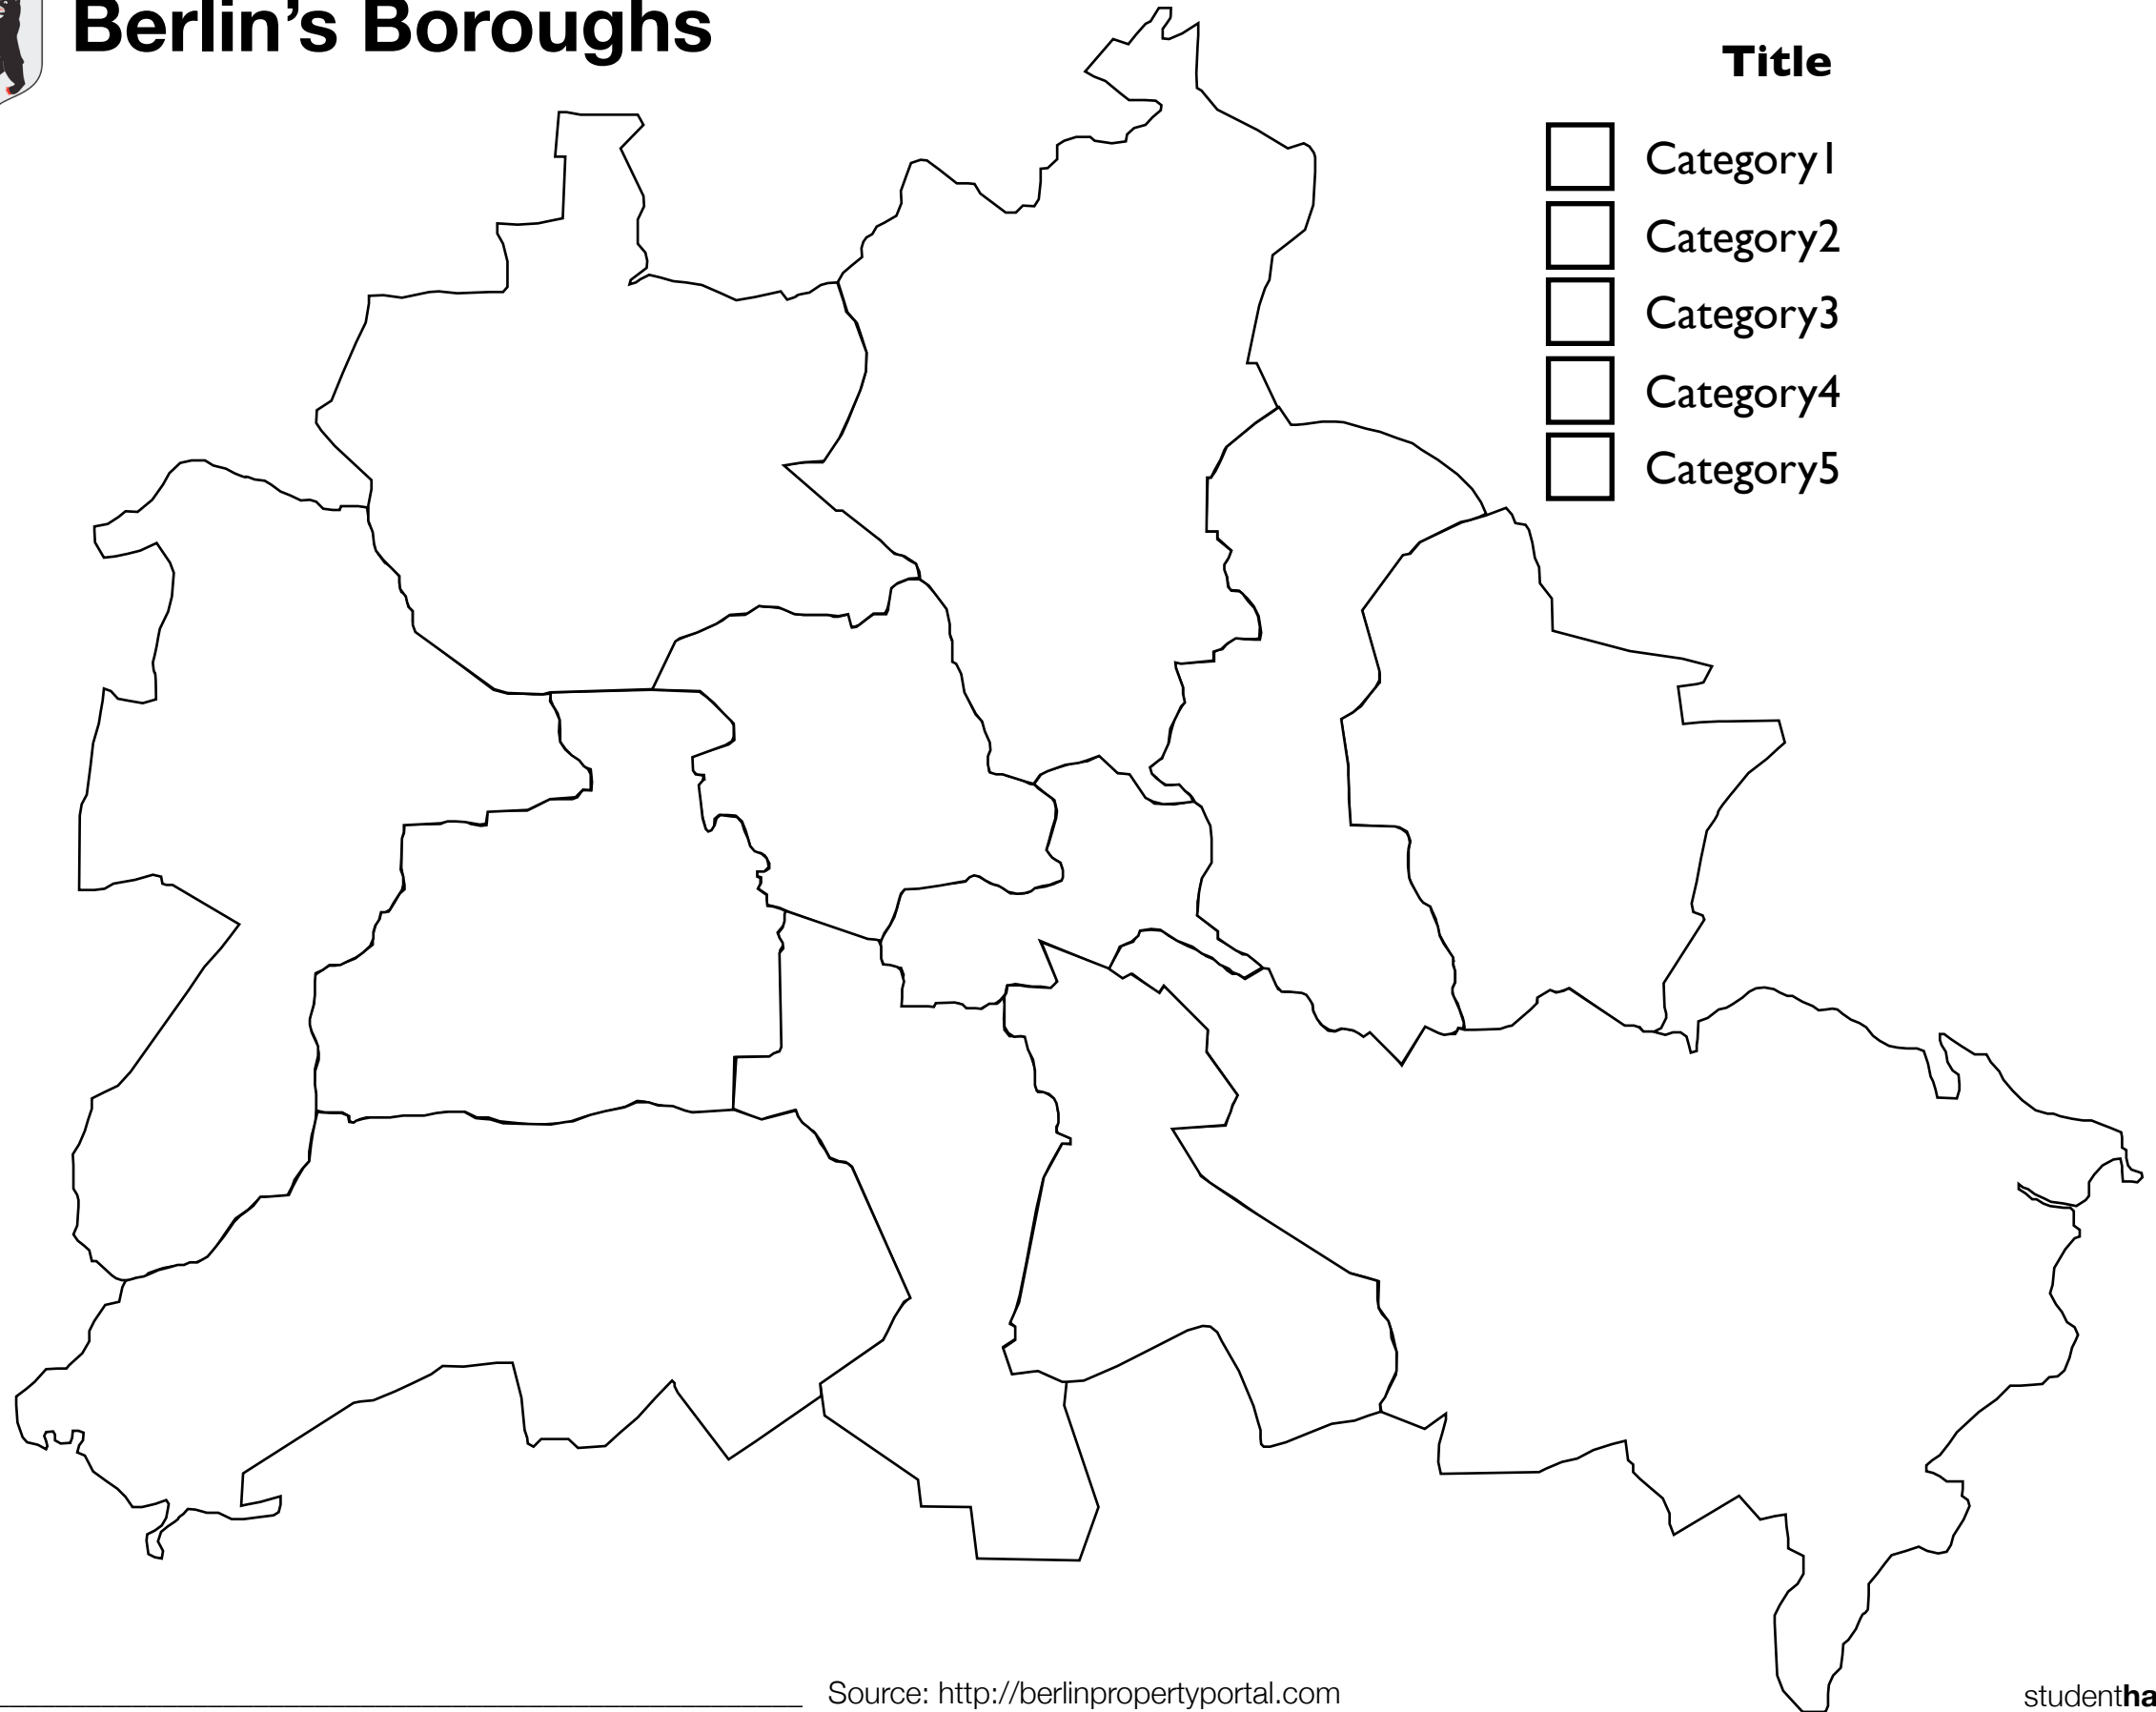 Berlin’s Boroughs
Title
Category1
Category2
Category3
Category4
Category5
Source: http://berlinpropertyportal.com
studentha